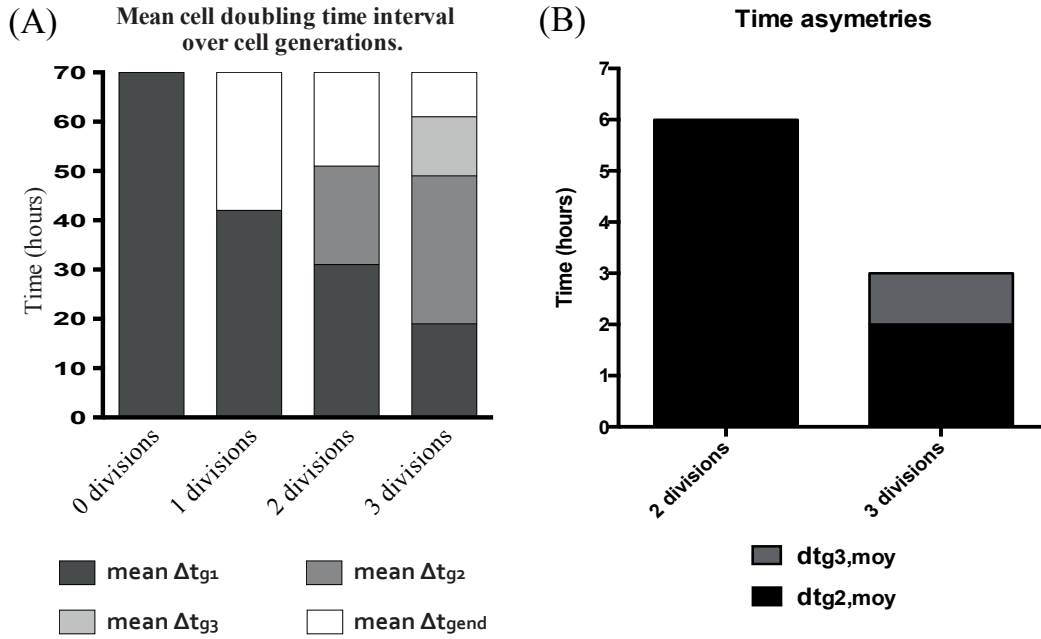 (A)
Mean cell doubling time interval
over cell generations.
70
60
50
40
30
20
10
0
Time (hours)
0 divisions
1 divisions
2 divisions
3 divisions
mean Δtg1
mean Δtg2
mean Δtg3
mean Δtgend
(B)
Time asymetries
7
6
5
4
3
2
1
0
Time (hours)
2 divisions
3 divisions
dtg3,moy
dtg2,moy